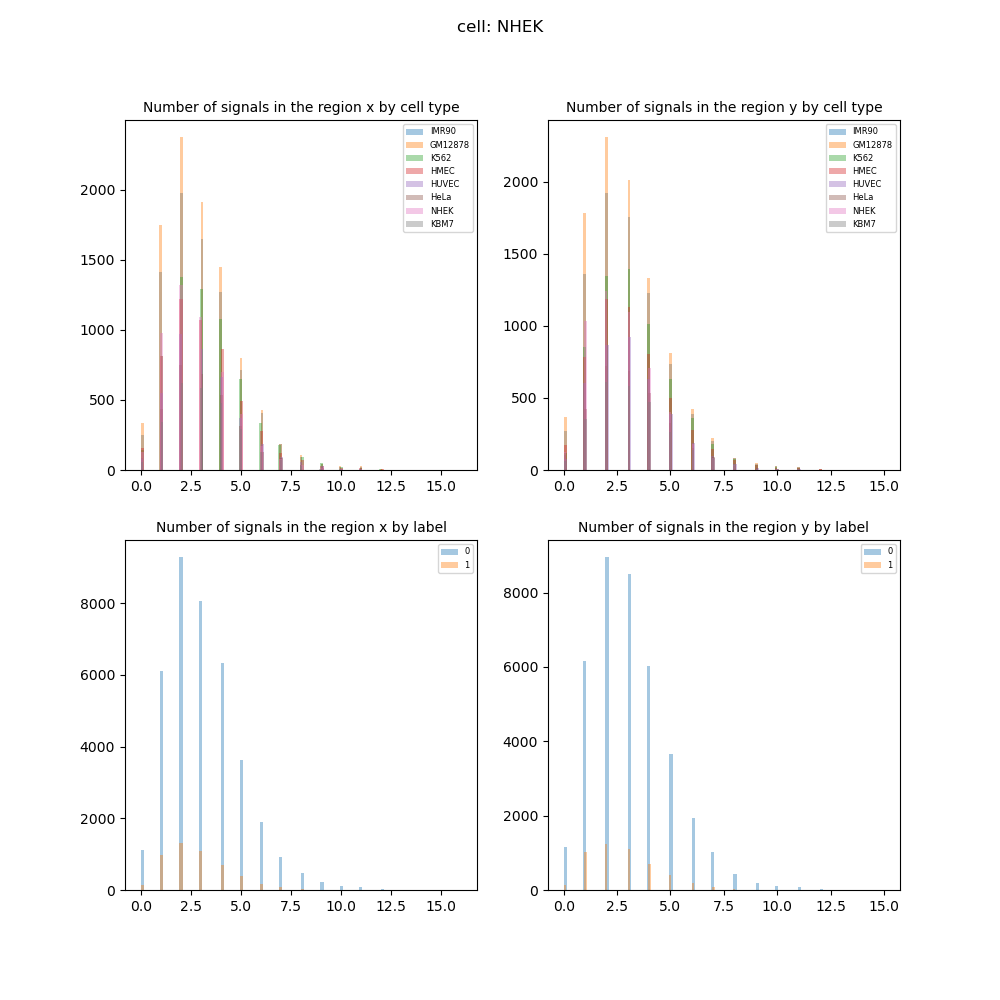 cell: NHEK
Number of signals in the region x by cell type
2000
1500
1000
500
0
0.0 2.5 5.0 7.5 10.0 12.5 15.0
IMR90
GM12878
K562
HMEC
HUVEC
HeLa
NHEK
KBM7
Number of signals in the region y by cell type
2000
1500
1000
500
0
0.0 2.5 5.0 7.5 10.0 12.5 15.0
IMR90
GM12878
K562
HMEC
HUVEC
HeLa
NHEK
KBM7
Number of signals in the region x by label
8000
6000
4000
2000
0
0.0 2.5 5.0 7.5 10.0 12.5 15.0
0
1
Number of signals in the region y by label
8000
6000
4000
2000
0
0.0 2.5 5.0 7.5 10.0 12.5 15.0
0
1